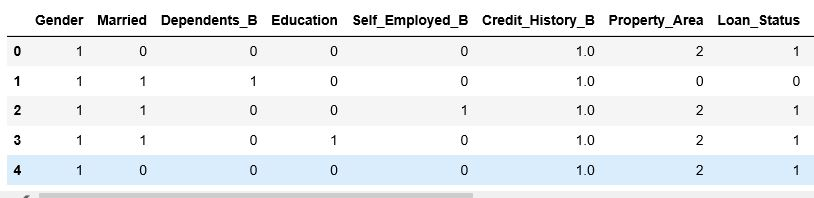 Gender Married Dependents_B Education Self_Employed_B Credit_History_B Property_Area Loan_Status
0 1 0 0 0 0 1.0 2 1
1 1 1 1 0 0 1.0 0 0
2 1 1 0 0 1 1.0 2 1
3 1 1 0 1 0 1.0 2 1
4 1 0 0 0 0 1.0 2 1